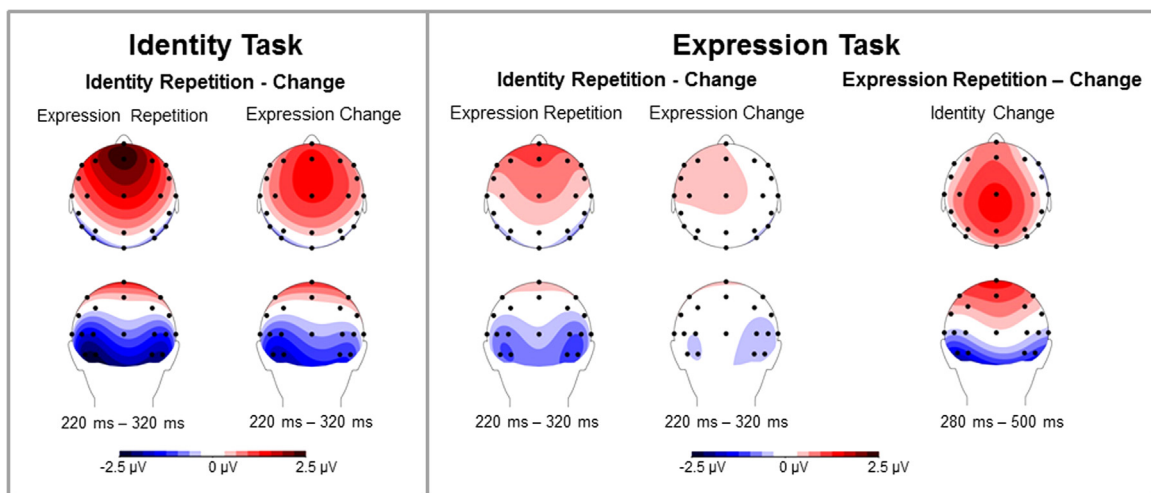 Identity Task
Identity Repetition - Change
Expression Repetition
Expression Change
220 ms – 320 ms
220 ms – 320 ms
-2.5 µV
0 µV
2.5 µV
Expression Task
Identity Repetition - Change
Expression Repetition
Expression Change
220 ms – 320 ms
220 ms – 320 ms
Expression Repetition – Change
Identity Change
280 ms – 500 ms
-2.5 µV
0 µV
2.5 µV